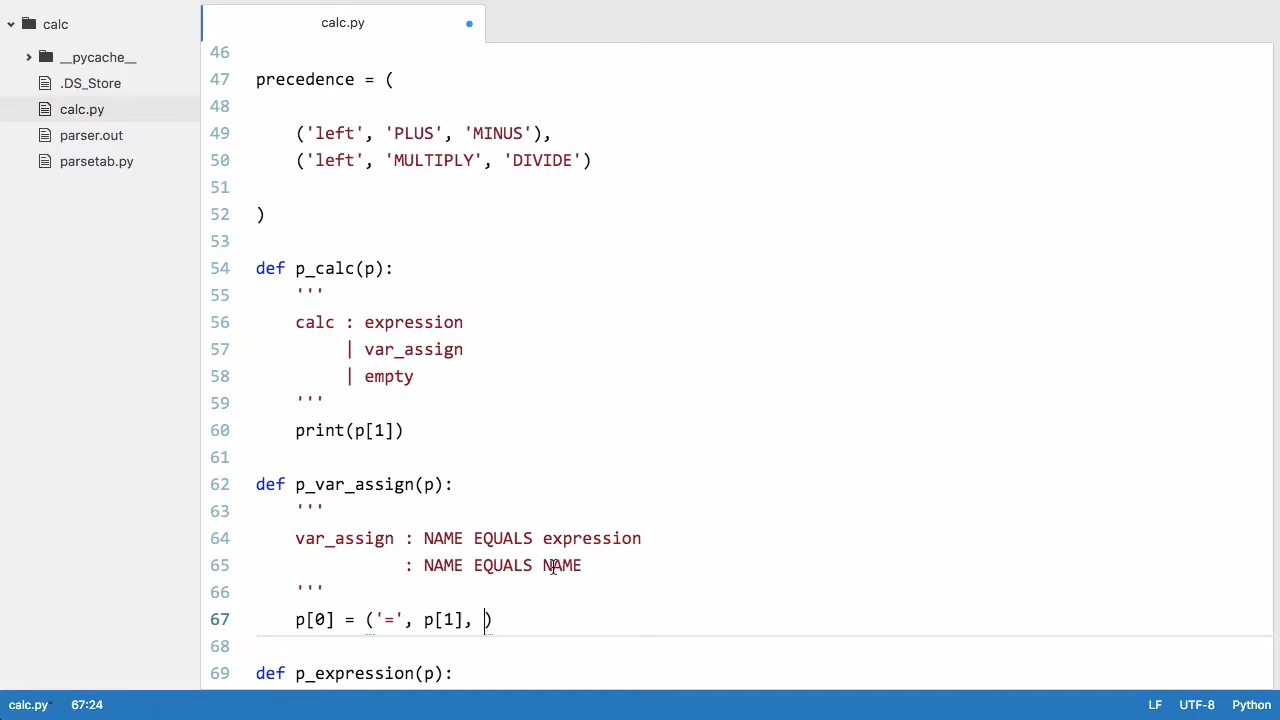 calc
__pycache__
.DS_Store
calc.py
parser.out
parsetab.py
calc.py
46
47 precedence = (
48
49     ('left', 'PLUS', 'MINUS'),
50     ('left', 'MULTIPLY', 'DIVIDE')
51
52 )
53
54 def p_calc(p):
55     '''
56     calc : expression
57          | var_assign
58          | empty
59     '''
60     print(p[1])
61
62 def p_var_assign(p):
63     '''
64     var_assign : NAME EQUALS expression
65                : NAME EQUALS NAME
66     '''
67     p[0] = ('=', p[1], )
68
69 def p_expression(p):
calc.py* 67:24 LF UTF-8 Python